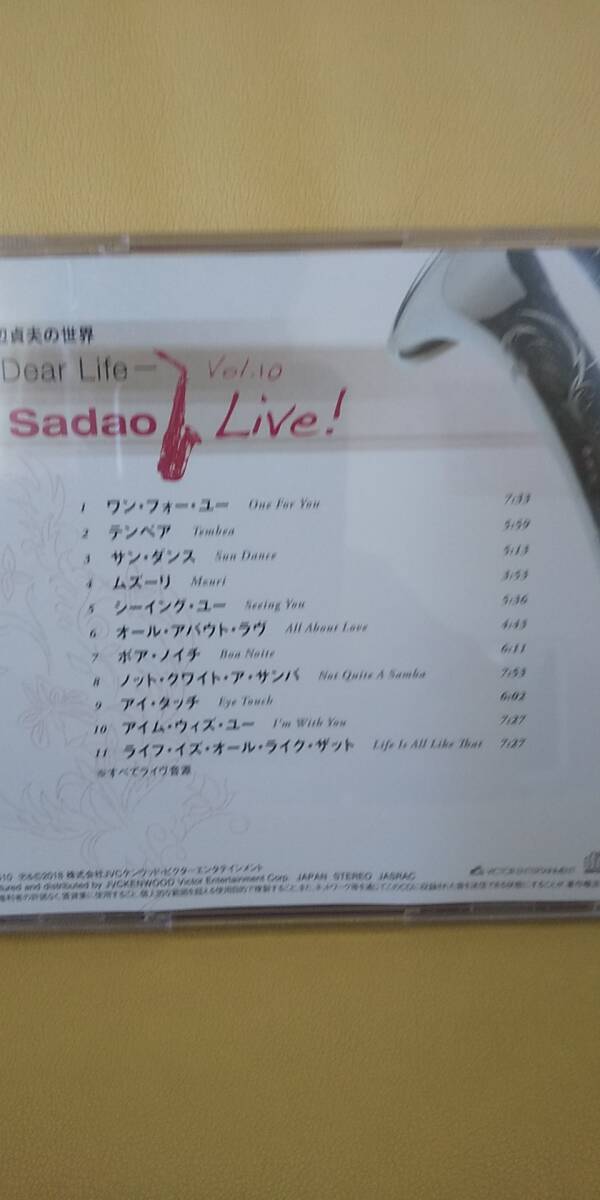 辺貞夫の世界
Dear Life—
Vol.10
Sadao Live!
1 ワン・フォー・ユー One For You 7:33
2 テンベア Tembea 5:59
3 サン・ダンス Sun Dance 5:13
4 ムズーリ Mzuri 3:53
5 シーイング・ユー Seeing You 5:36
6 オール・アバウト・ラヴ All About Love 4:43
7 ボア・ノイチ Boa Noite 6:11
8 ノット・クワイト・ア・サンバ Not Quite A Samba 7:53
9 アイ・タッチ Eye Touch 6:02
10 アイム・ウィズ・ユー I'm With You 7:27
11 ライフ・イズ・オール・ライク・ザット Life Is All Like That 7:27
※すべてライヴ音源
℗&©2018 株式会社JVCケンウッド・ビクターエンタテインメント
tured and distributed by JVCKENWOOD Victor Entertainment Corp. JAPAN STEREO JASRAC
VICTOR ENTERTAINMENT